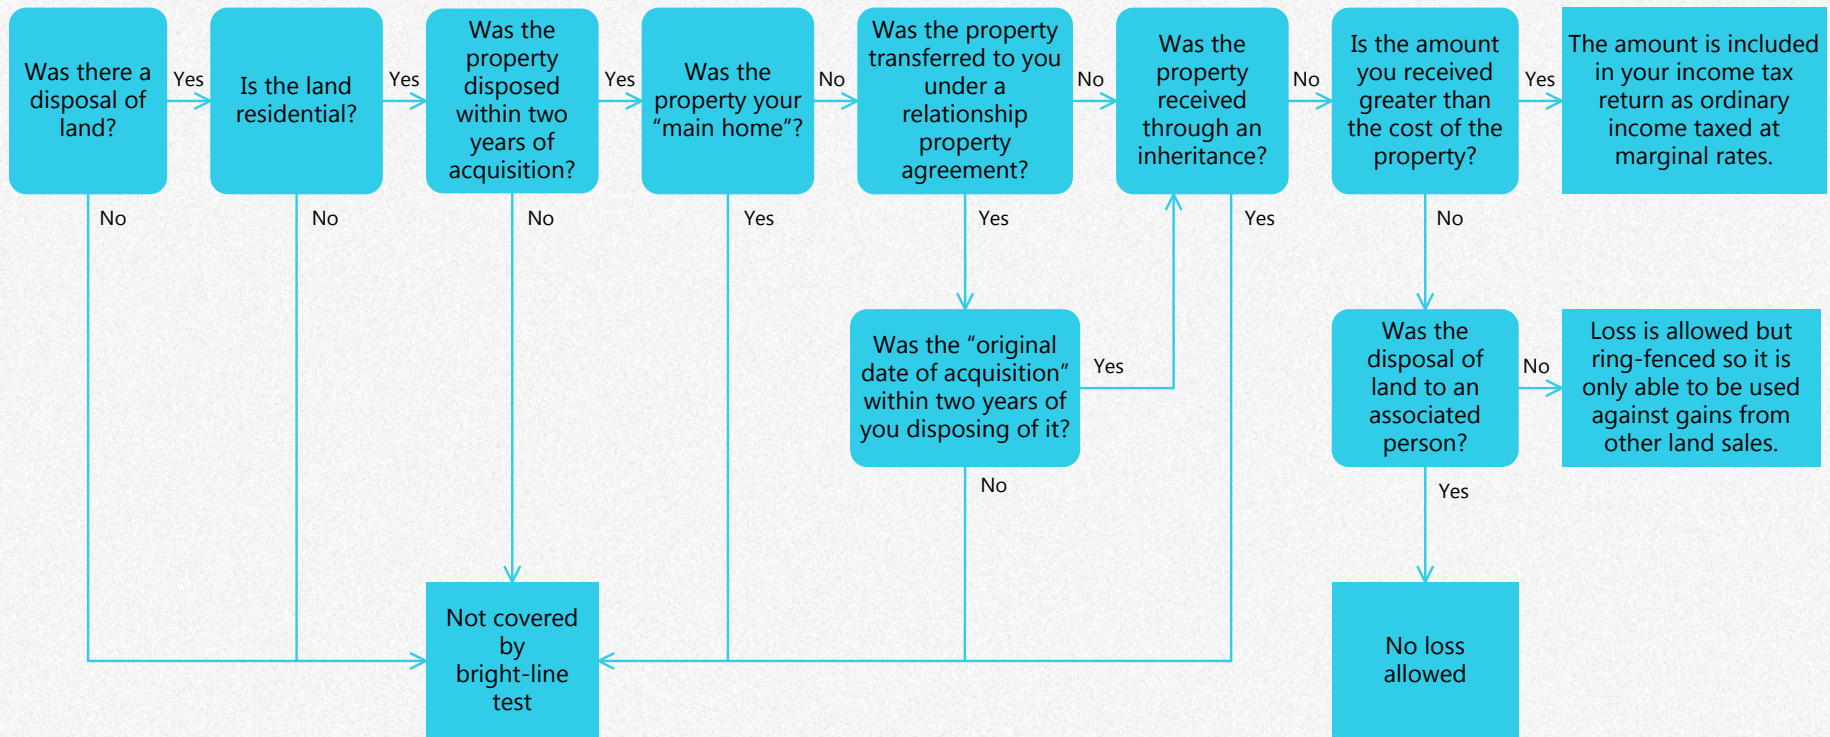 Was there a
disposal of
land?
Yes
No
Is the land
residential?
Yes
No
Was the
property
disposed
within two
years of
acquisition?
Yes
No
Was the
property your
“main home”?
No
Yes
Was the property
transferred to you
under a
relationship
property
agreement?
No
Yes
Was the
property
received
through an
inheritance?
No
Yes
Is the amount
you received
greater than
the cost of the
property?
Yes
No
The amount is included
in your income tax
return as ordinary
income taxed at
marginal rates.
Was the “original
date of acquisition”
within two years of
you disposing of it?
Yes
No
Was the
disposal of
land to an
associated
person?
No
Yes
Loss is allowed but
ring-fenced so it is
only able to be used
against gains from
other land sales.
Not covered
by
bright-line
test
No loss
allowed